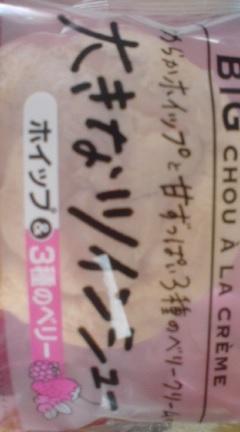 BIG CHOU À LA CRÈME
らかホイップと甘ずっぱい3種のベリークリーム
大きなツインシュー
ホイップ&3種のベリー